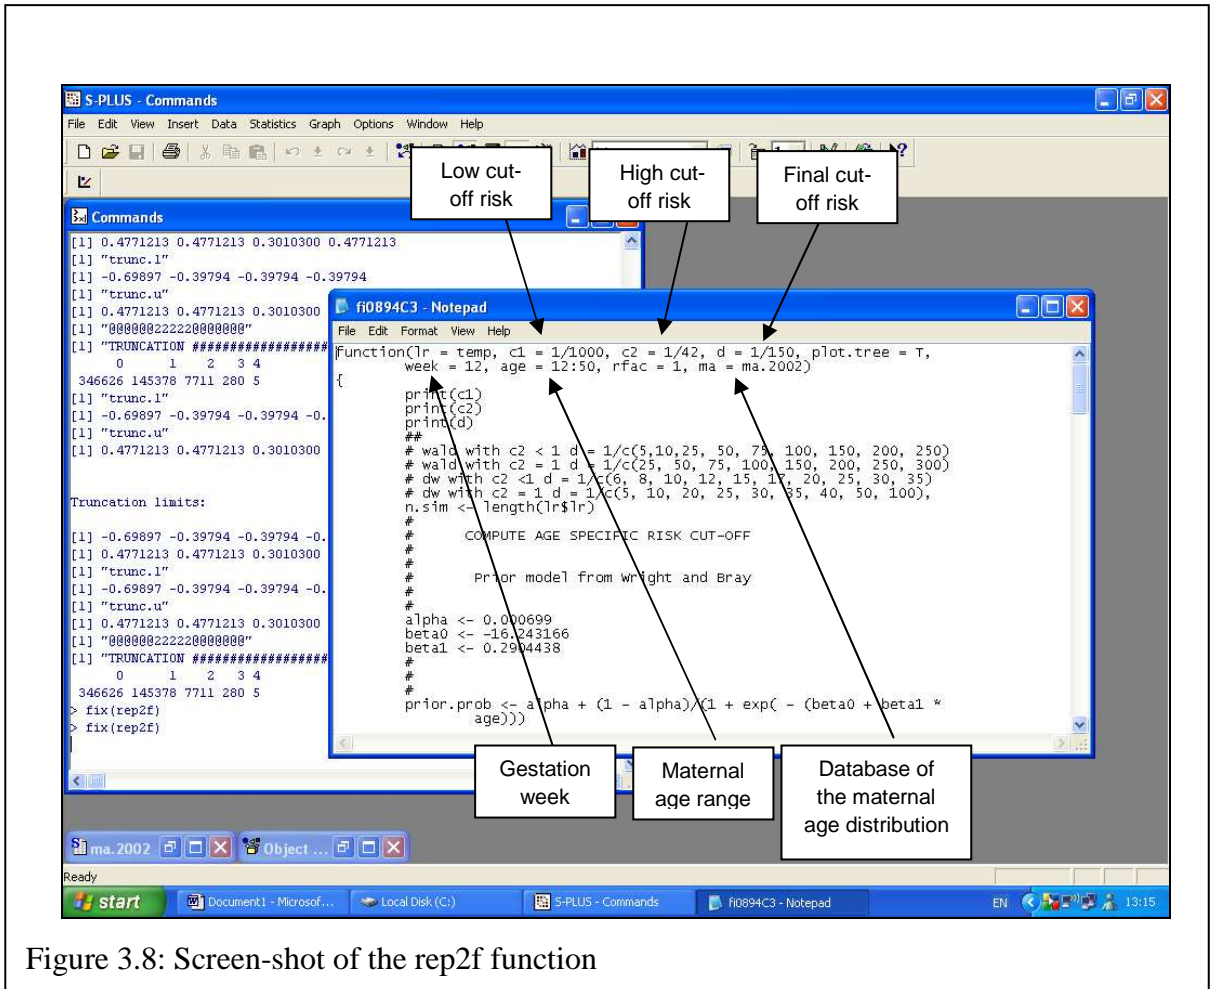 S-PLUS - Commands
File Edit View Insert Data Statistics Graph Options Window Help
Low cut-
off risk
High cut-
off risk
Final cut-
off risk
Commands
[1] 0.4771213 0.4771213 0.3010300 0.4771213
[1] "trunc.l"
[1] -0.69897 -0.39794 -0.39794 -0.39794
[1] "trunc.u"
[1] 0.4771213 0.4771213 0.3010300
[1] "@@@@@@222220000000"
[1] "TRUNCATION ##################
0 1 2 3 4
346626 145378 7711 280 5
[1] "trunc.l"
[1] -0.69897 -0.39794 -0.39794 -0.
[1] "trunc.u"
[1] 0.4771213 0.4771213 0.3010300
Truncation limits:
[1] -0.69897 -0.39794 -0.39794 -0.
[1] 0.4771213 0.4771213 0.3010300
[1] "trunc.l"
[1] -0.69897 -0.39794 -0.39794 -0.
[1] "trunc.u"
[1] 0.4771213 0.4771213 0.3010300
[1] "TRUNCATION ##################
0 1 2 3 4
346626 145378 7711 280 5
> fix(rep2f)
> fix(rep2f)
fi0894C3 - Notepad
File Edit Format View Help
function(lr = temp, c1 = 1/1000, c2 = 1/42, d = 1/150, plot.tree = T,
week = 12, age = 12:50, rfac = 1, ma = ma.2002)
{
print(c1)
print(c2)
print(d)
##
# wald with c2 < 1 d = 1/c(5,10,25, 50, 75, 100, 150, 200, 250)
# wald with c2 = 1 d = 1/c(25, 50, 75, 100, 150, 200, 250, 300)
# dw with c2 <1 d = 1/c(6, 8, 10, 12, 15, 17, 20, 25, 30, 35)
# dw with c2 = 1 d = 1/c(5, 10, 20, 25, 30, 35, 40, 50, 100),
n.sim <- length(lr$lr)
#
# COMPUTE AGE SPECIFIC RISK CUT-OFF
#
#
# Prior model from Wright and Bray
#
#
alpha <- 0.000699
beta0 <- -16.243166
beta1 <- 0.2904438
#
#
#
prior.prob <- alpha + (1 - alpha)/(1 + exp( - (beta0 + beta1 *
age)))
Gestation
week
Maternal
age range
Database of
the maternal
age distribution
ma.2002
Object ...
Ready
start
Document1 - Microsof...
Local Disk (C:)
S-PLUS - Commands
fi0894C3 - Notepad
EN
13:15
Figure 3.8: Screen-shot of the rep2f function